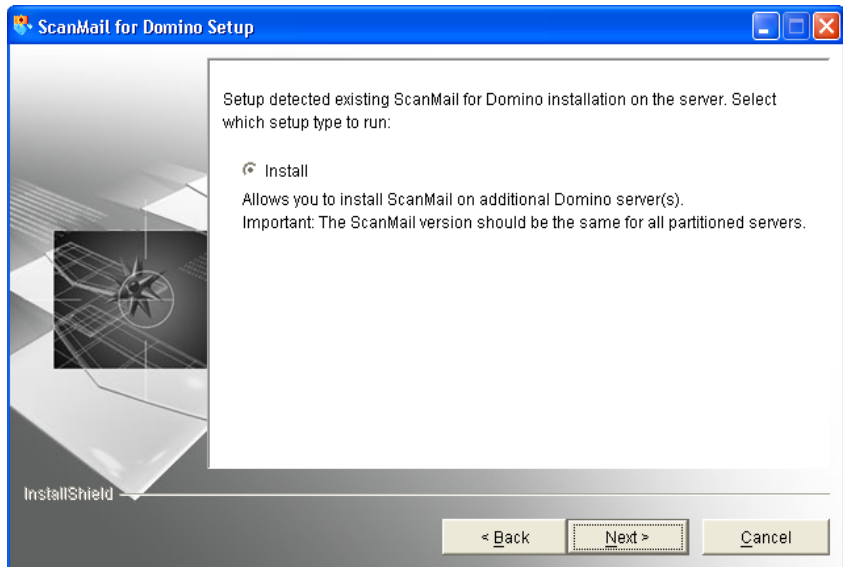 ScanMail for Domino Setup
Setup detected existing ScanMail for Domino installation on the server. Select
which setup type to run:
Install
Allows you to install ScanMail on additional Domino server(s).
Important: The ScanMail version should be the same for all partitioned servers.
InstallShield
< Back
Next >
Cancel